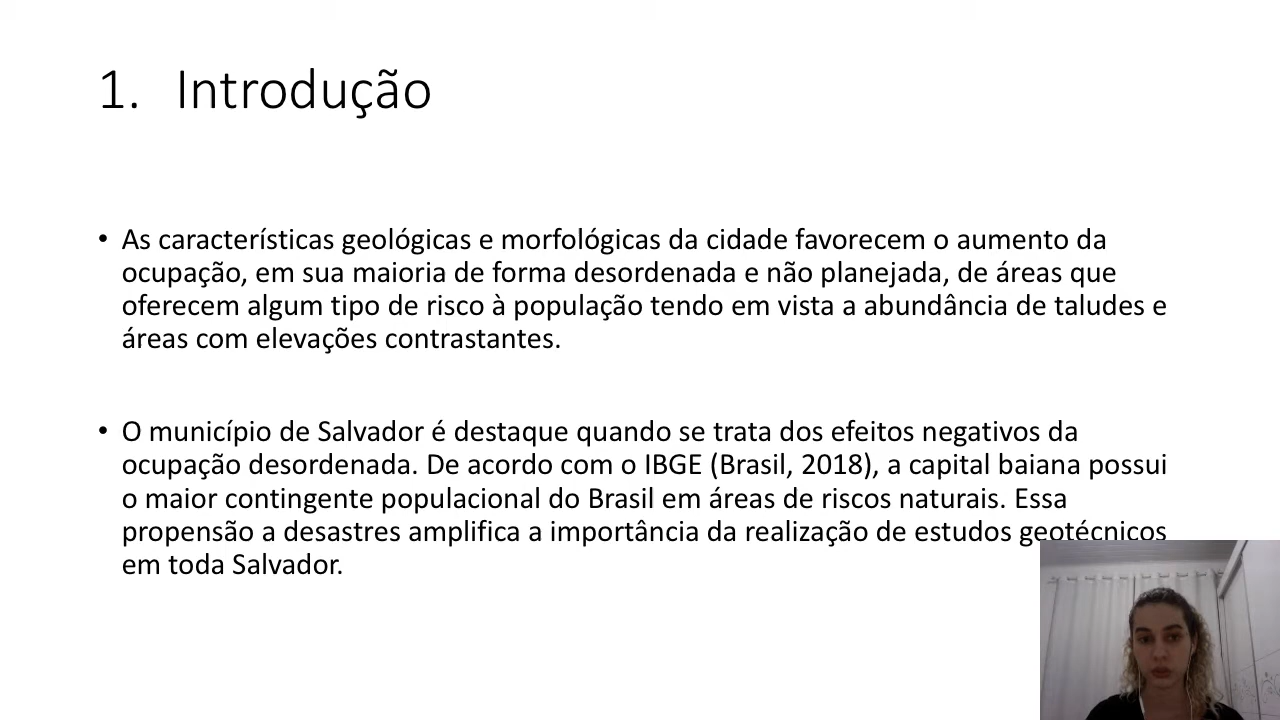 1. Introdução
• As características geológicas e morfológicas da cidade favorecem o aumento da
ocupação, em sua maioria de forma desordenada e não planejada, de áreas que
oferecem algum tipo de risco à população tendo em vista a abundância de taludes e
áreas com elevações contrastantes.
• O município de Salvador é destaque quando se trata dos efeitos negativos da
ocupação desordenada. De acordo com o IBGE (Brasil, 2018), a capital baiana possui
o maior contingente populacional do Brasil em áreas de riscos naturais. Essa
propensão a desastres amplifica a importância da realização de estudos geotécnicos
em toda Salvador.